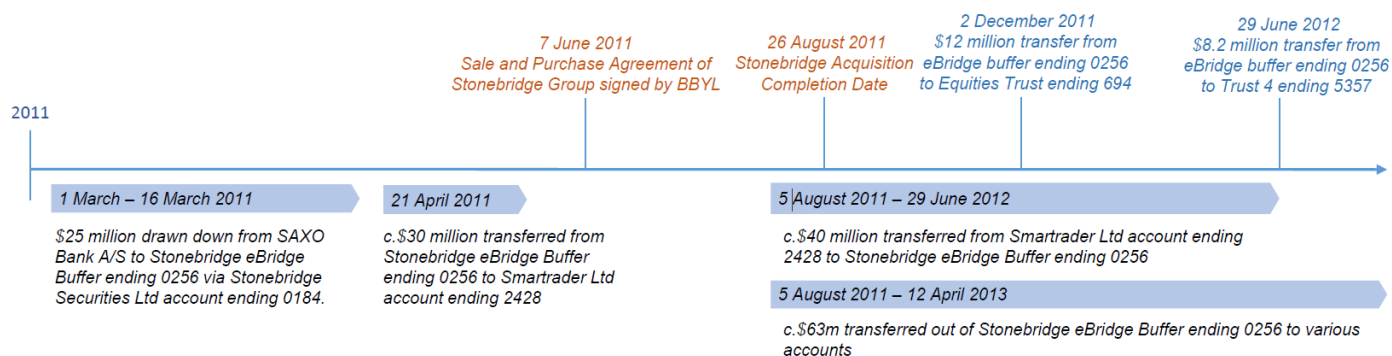 2011
7 June 2011
Sale and Purchase Agreement of
Stonebridge Group signed by BBYL
26 August 2011
Stonebridge Acquisition
Completion Date
2 December 2011
$12 million transfer from
eBridge buffer ending 0256
to Equities Trust ending 694
29 June 2012
$8.2 million transfer from
eBridge buffer ending 0256
to Trust 4 ending 5357
1 March – 16 March 2011
$25 million drawn down from SAXO
Bank A/S to Stonebridge eBridge
Buffer ending 0256 via Stonebridge
Securities Ltd account ending 0184.
21 April 2011
c.$30 million transferred from
Stonebridge eBridge Buffer
ending 0256 to Smartrader Ltd
account ending 2428
5 August 2011 – 29 June 2012
c.$40 million transferred from Smartrader Ltd account ending
2428 to Stonebridge eBridge Buffer ending 0256
5 August 2011 – 12 April 2013
c.$63m transferred out of Stonebridge eBridge Buffer ending 0256 to various
accounts